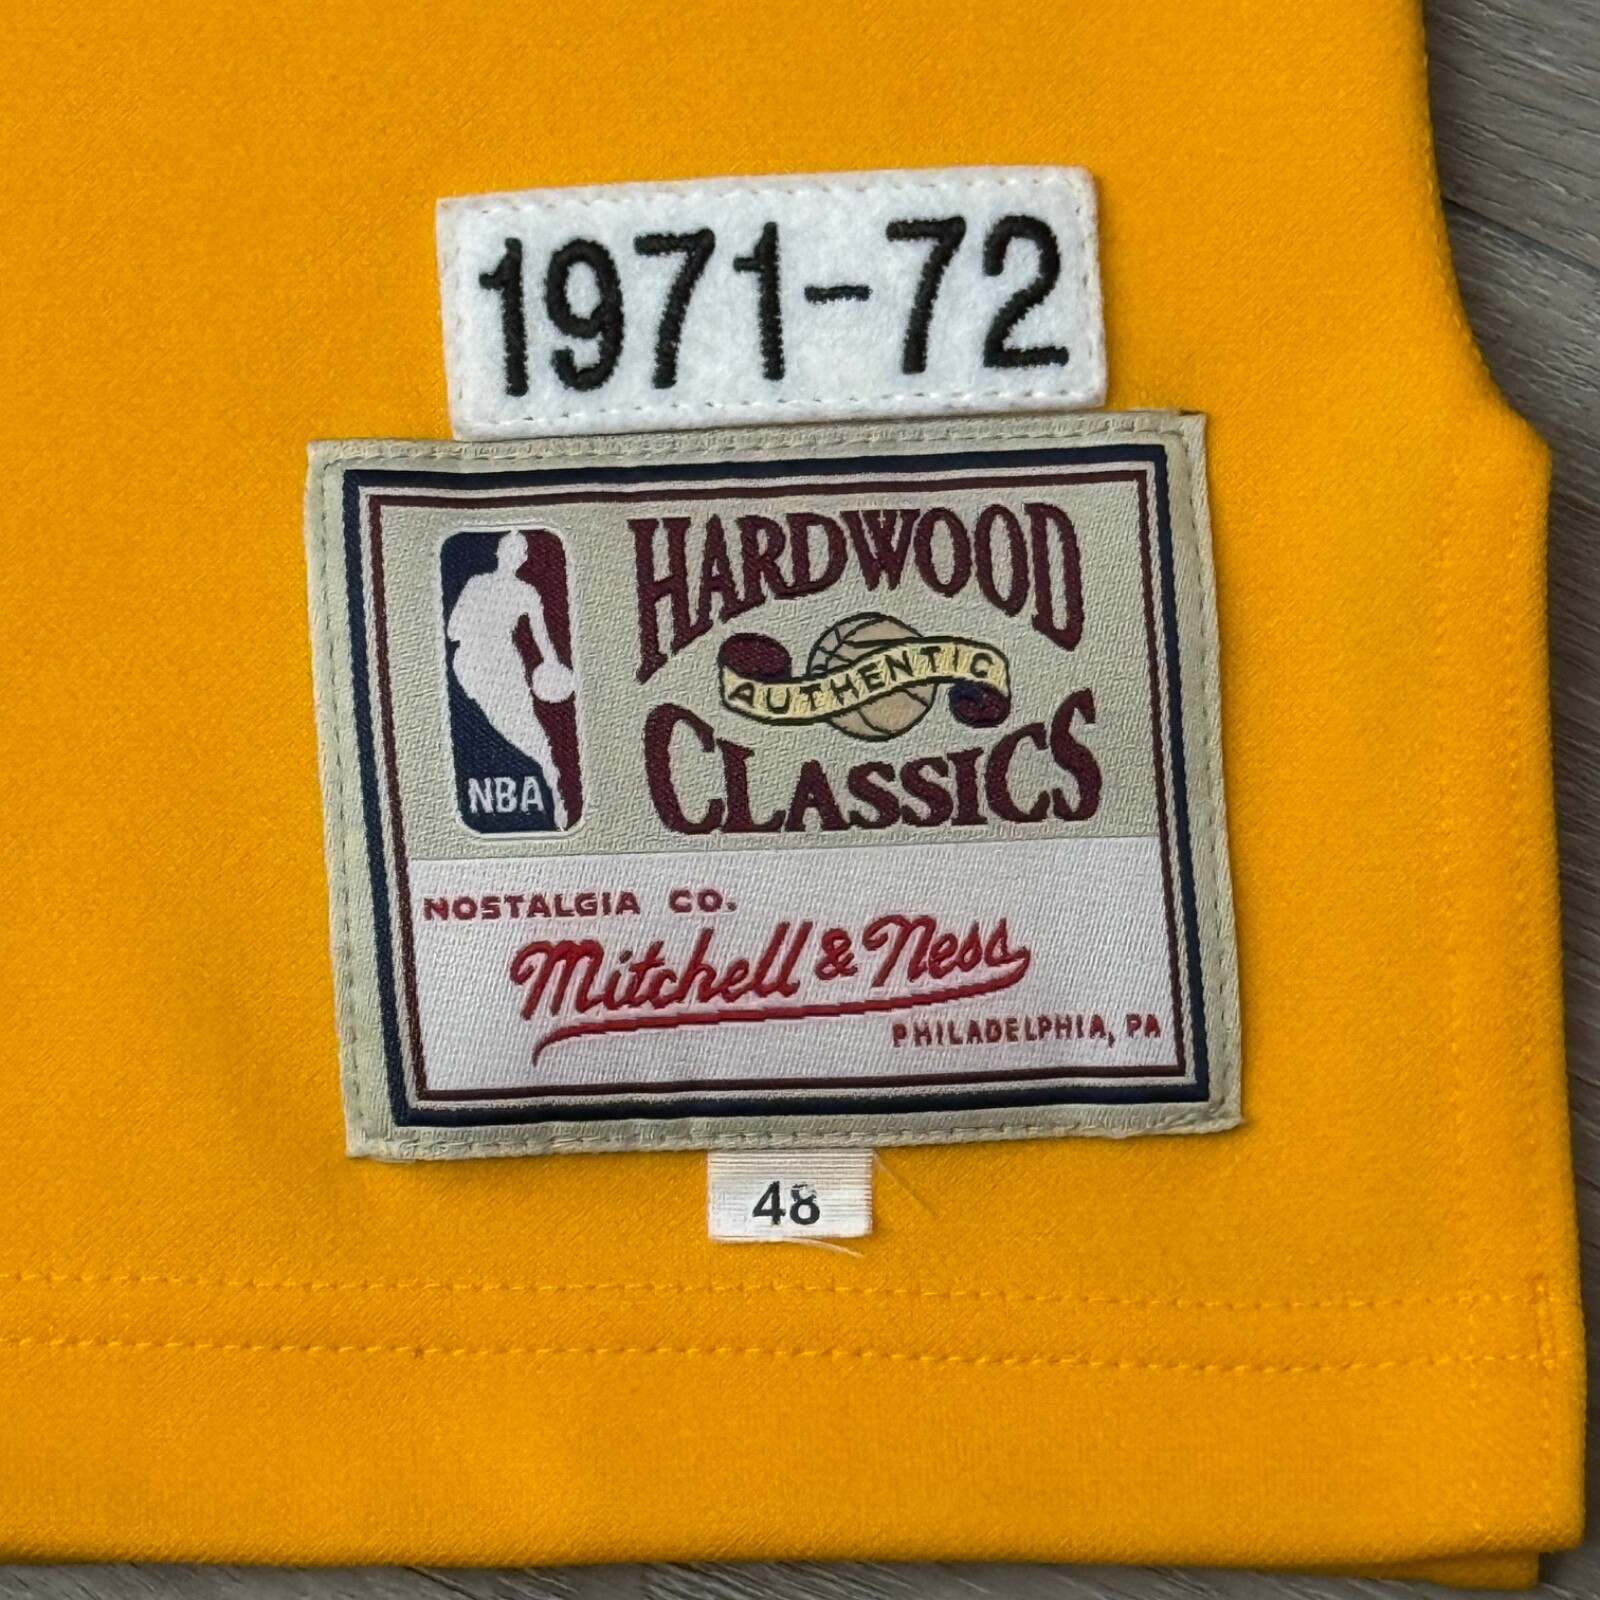 1971-72
HARDWOOD
AUTHENTIC
CLASSICS
NBA
NOSTALGIA CO.
Mitchell & Ness
PHILADELPHIA, PA
48